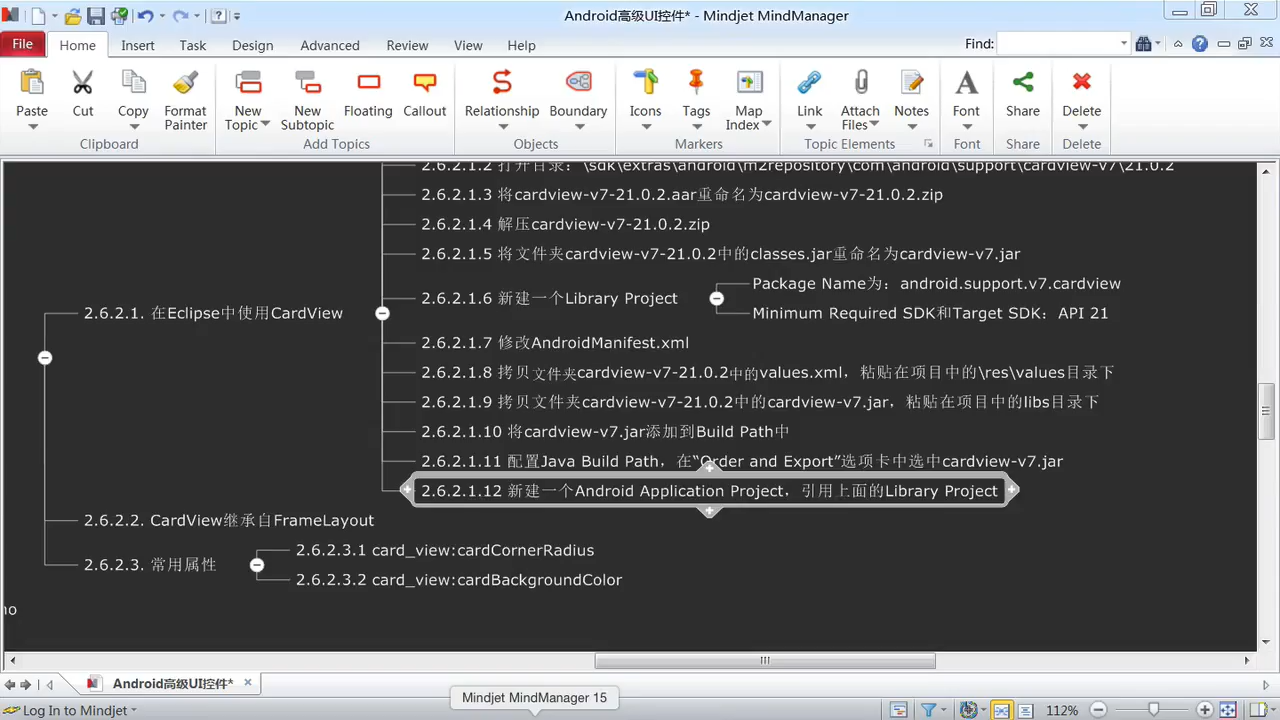 Android高级UI控件* - Mindjet MindManager
File
Home
Insert
Task
Design
Advanced
Review
View
Help
Find:
Paste
Cut
Copy
Format Painter
New Topic
New Subtopic
Floating
Callout
Relationship
Boundary
Icons
Tags
Map Index
Link
Attach Files
Notes
Font
Share
Delete
Clipboard
Add Topics
Objects
Markers
Topic Elements
Font
Share
Delete
2.6.2.1.2 打开目录：\sdk\extras\android\m2repository\com\android\support\cardview-v7\21.0.2
2.6.2.1.3 将cardview-v7-21.0.2.aar重命名为cardview-v7-21.0.2.zip
2.6.2.1.4 解压cardview-v7-21.0.2.zip
2.6.2.1.5 将文件夹cardview-v7-21.0.2中的classes.jar重命名为cardview-v7.jar
2.6.2.1.6 新建一个Library Project
Package Name为：android.support.v7.cardview
Minimum Required SDK和Target SDK：API 21
2.6.2.1. 在Eclipse中使用CardView
2.6.2.1.7 修改AndroidManifest.xml
2.6.2.1.8 拷贝文件夹cardview-v7-21.0.2中的values.xml，粘贴在项目中的\res\values目录下
2.6.2.1.9 拷贝文件夹cardview-v7-21.0.2中的cardview-v7.jar，粘贴在项目中的libs目录下
2.6.2.1.10 将cardview-v7.jar添加到Build Path中
2.6.2.1.11 配置Java Build Path，在“Order and Export”选项卡中选中cardview-v7.jar
2.6.2.1.12 新建一个Android Application Project，引用上面的Library Project
2.6.2.2. CardView继承自FrameLayout
2.6.2.3. 常用属性
2.6.2.3.1 card_view:cardCornerRadius
2.6.2.3.2 card_view:cardBackgroundColor
no
Android高级UI控件*
Mindjet MindManager 15
Log In to Mindjet
112%